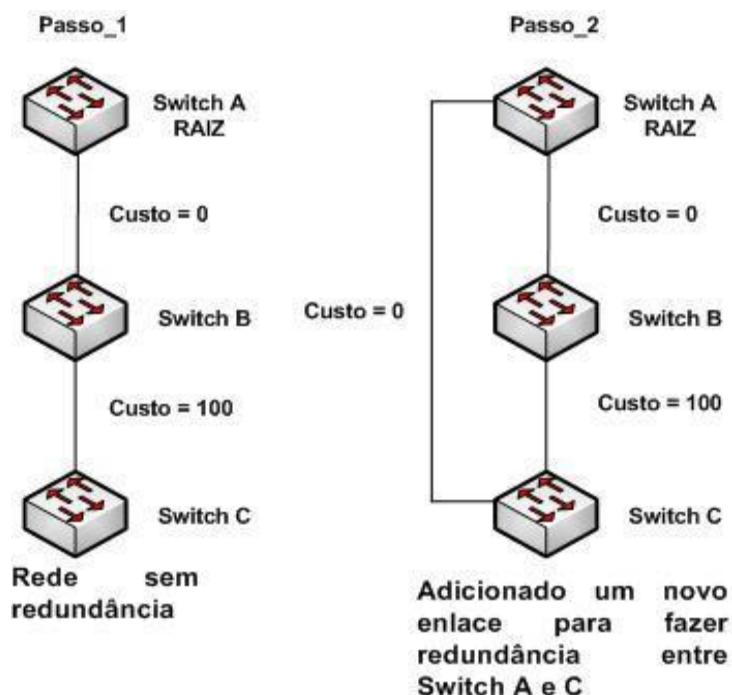 Passo_1
Switch A
RAIZ
Custo = 0
Switch B
Custo = 100
Switch C
Rede sem
redundância
Passo_2
Switch A
RAIZ
Custo = 0
Custo = 0
Switch B
Custo = 100
Switch C
Adicionado um novo
enlace para fazer
redundância entre
Switch A e C